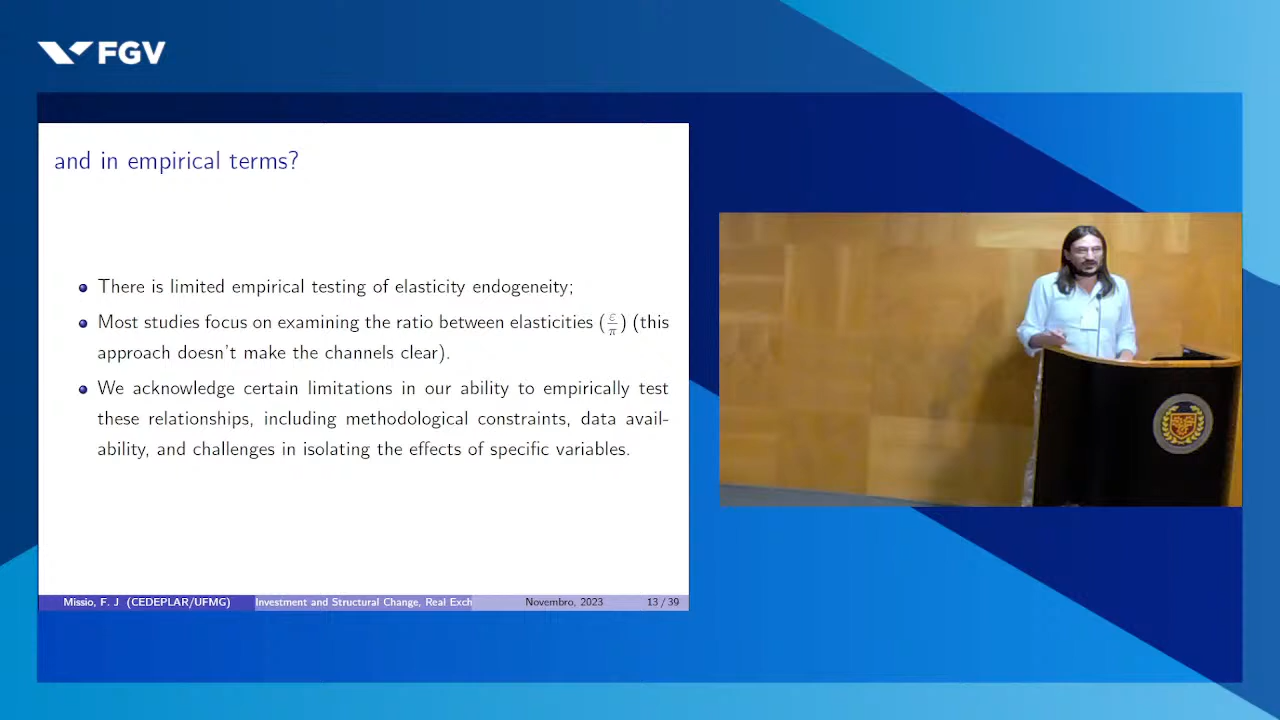 FGV
and in empirical terms?
There is limited empirical testing of elasticity endogeneity;
Most studies focus on examining the ratio between elasticities (ε/π) (this
approach doesn't make the channels clear).
We acknowledge certain limitations in our ability to empirically test
these relationships, including methodological constraints, data avail-
ability, and challenges in isolating the effects of specific variables.
Missio, F. J (CEDEPLAR/UFMG) Investment and Structural Change, Real Exch Novembro, 2023 13 / 39